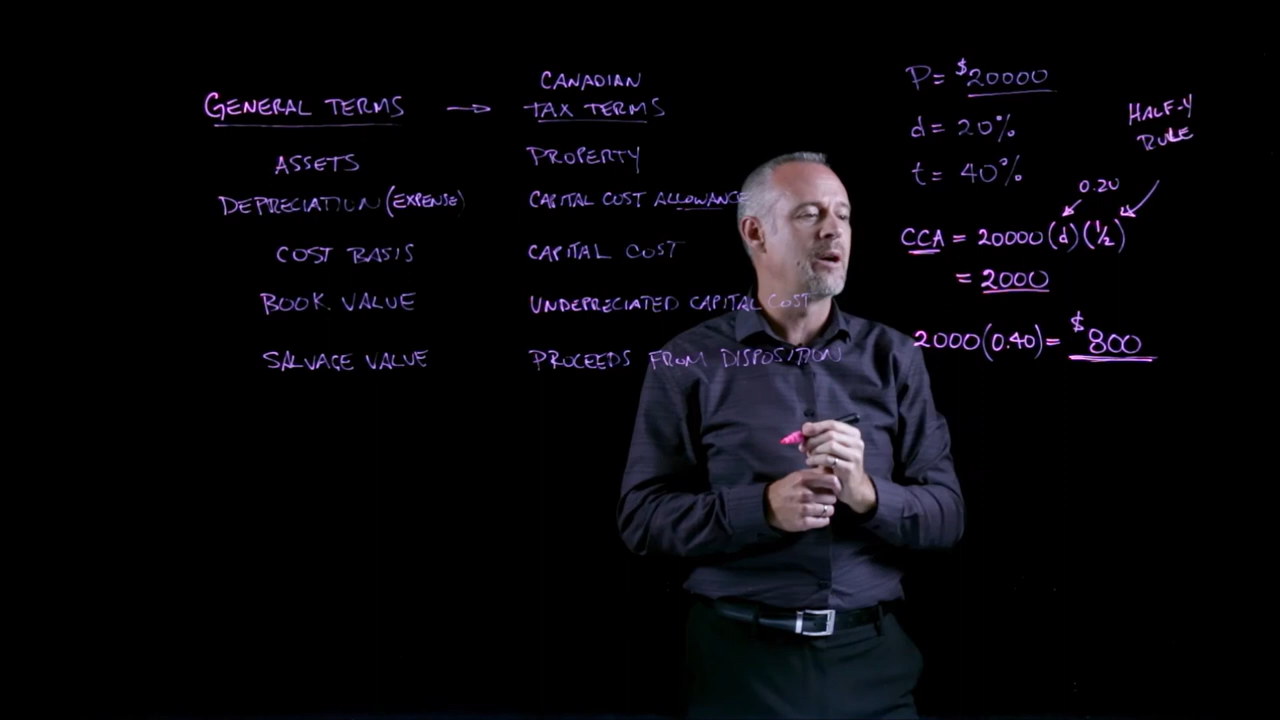 GENERAL TERMS → CANADIAN TAX TERMS
ASSETS PROPERTY
DEPRECIATION (EXPENSE) CAPITAL COST ALLOWANCE
COST BASIS CAPITAL COST
BOOK VALUE UNDEPRECIATED CAPITAL COST
SALVAGE VALUE PROCEEDS FROM DISPOSITION
P = $20000
d = 20%
t = 40%
HALF-Y
RULE
0.20
CCA = 20000(d)(1/2)
= 2000
2000(0.40) = $800